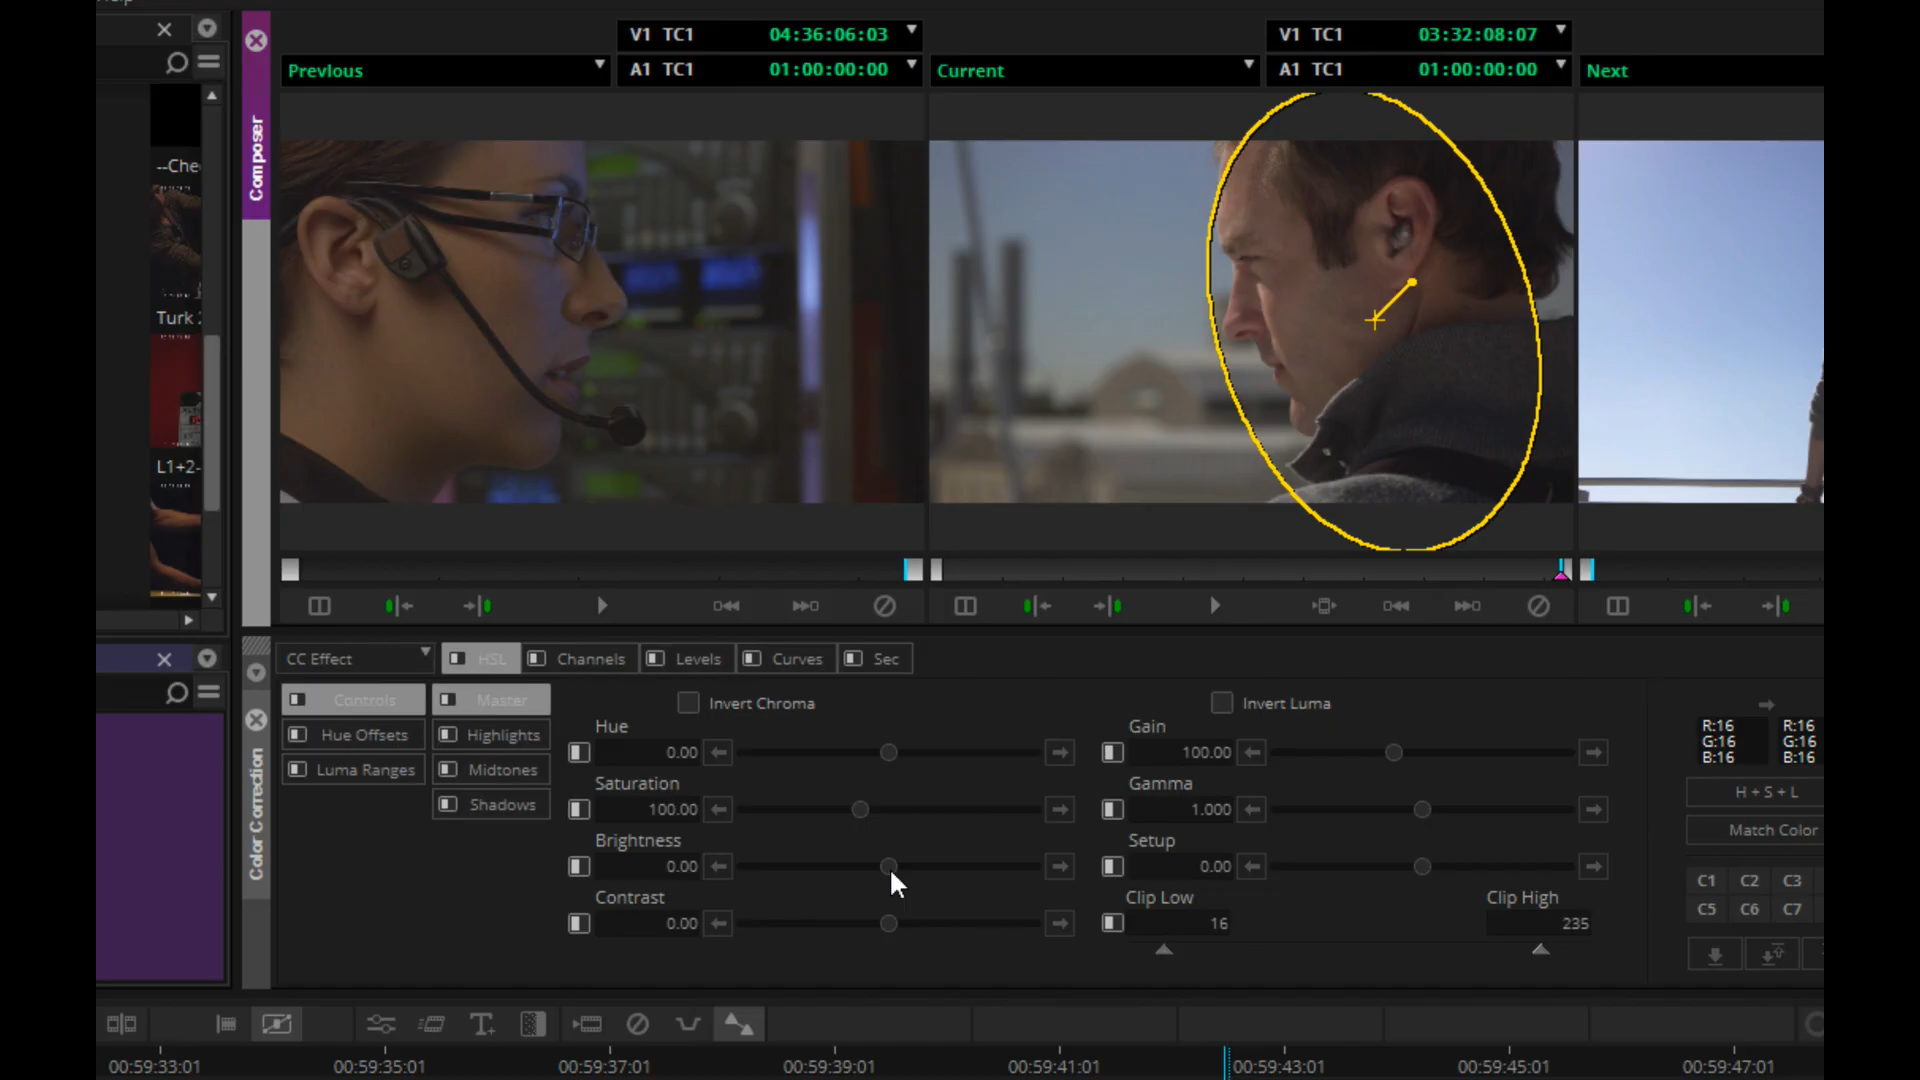 V1 TC1 04:36:06:03
V1 TC1 03:32:08:07
Previous
A1 TC1 01:00:00:00
Current
A1 TC1 01:00:00:00
Next
Composer
--Che
Turk
L1+2-
CC Effect
HSL
Channels
Levels
Curves
Sec
Controls
Master
Invert Chroma
Invert Luma
Hue Offsets
Highlights
Luma Ranges
Midtones
Shadows
Hue
0.00
Saturation
100.00
Brightness
0.00
Contrast
0.00
Gain
100.00
Gamma
1.000
Setup
0.00
Clip Low
16
Clip High
235
R:16
G:16
B:16
R:16
G:16
B:16
H + S + L
Match Color
C1 C2 C3
C5 C6 C7
Color Correction
00:59:33:01 00:59:35:01 00:59:37:01 00:59:39:01 00:59:41:01 00:59:43:01 00:59:45:01 00:59:47:01